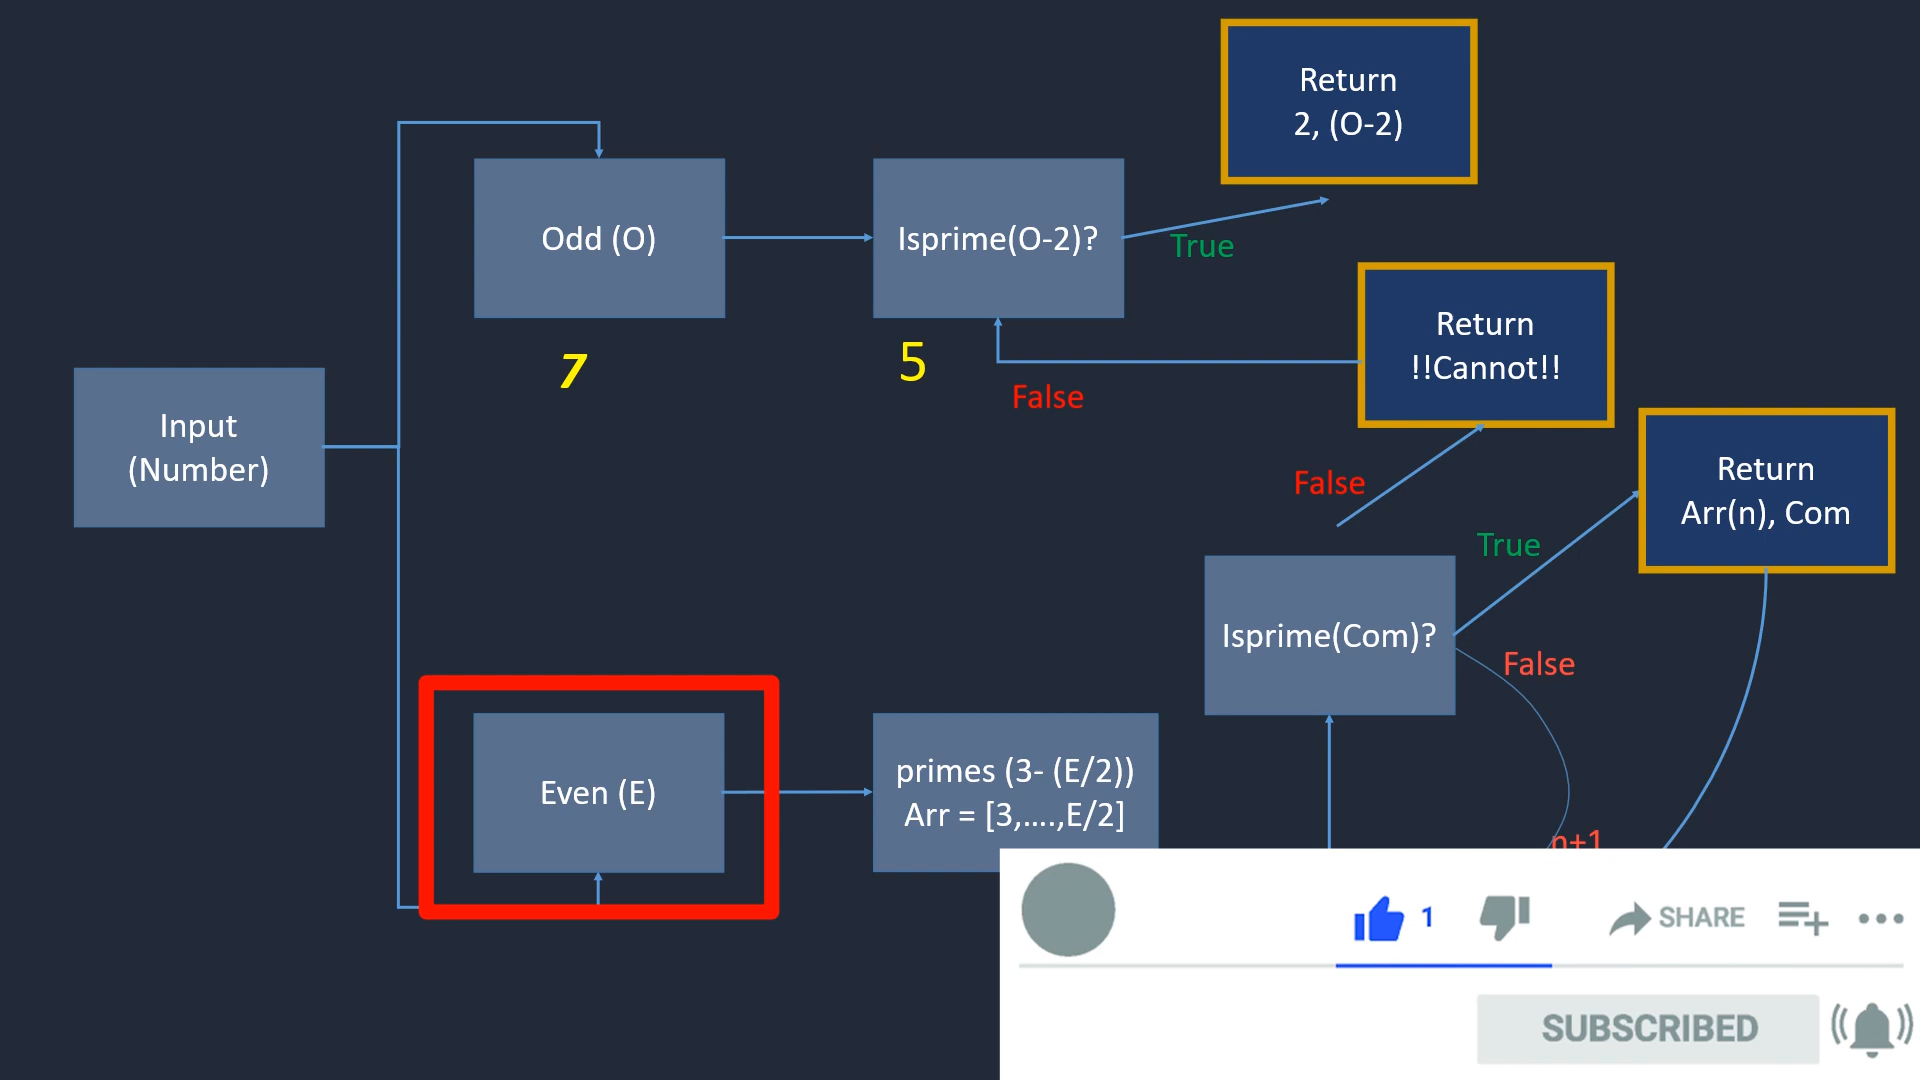 Return
2, (O-2)
Odd (O)
Isprime(O-2)?
True
7
5
Return
!!Cannot!!
False
Input
(Number)
False
Return
Arr(n), Com
True
Isprime(Com)?
False
Even (E)
primes (3- (E/2))
Arr = [3,....,E/2]
n+1
1
SHARE
SUBSCRIBED